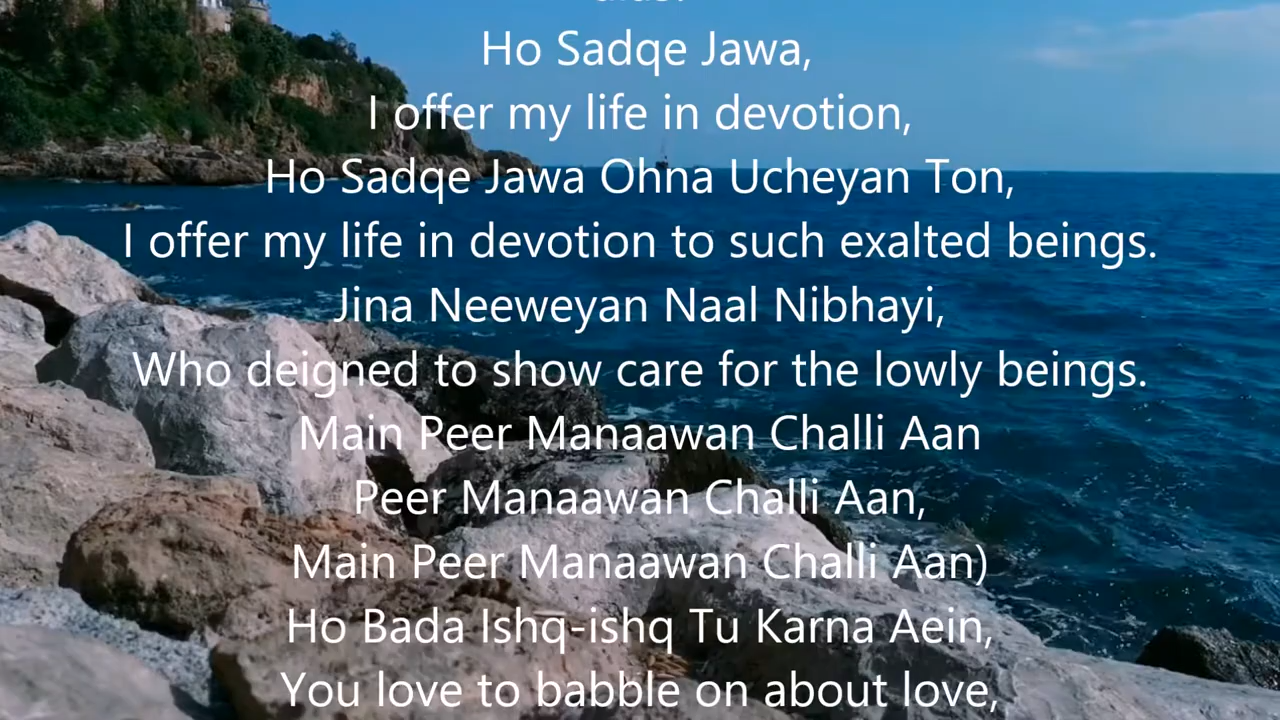 Ho Sadqe Jawa,
I offer my life in devotion,
Ho Sadqe Jawa Ohna Ucheyan Ton,
I offer my life in devotion to such exalted beings.
Jina Neeweyan Naal Nibhayi,
Who deigned to show care for the lowly beings.
Main Peer Manaawan Challi Aan
Peer Manaawan Challi Aan,
Main Peer Manaawan Challi Aan)
Ho Bada Ishq-ishq Tu Karna Aein,
You love to babble on about love,